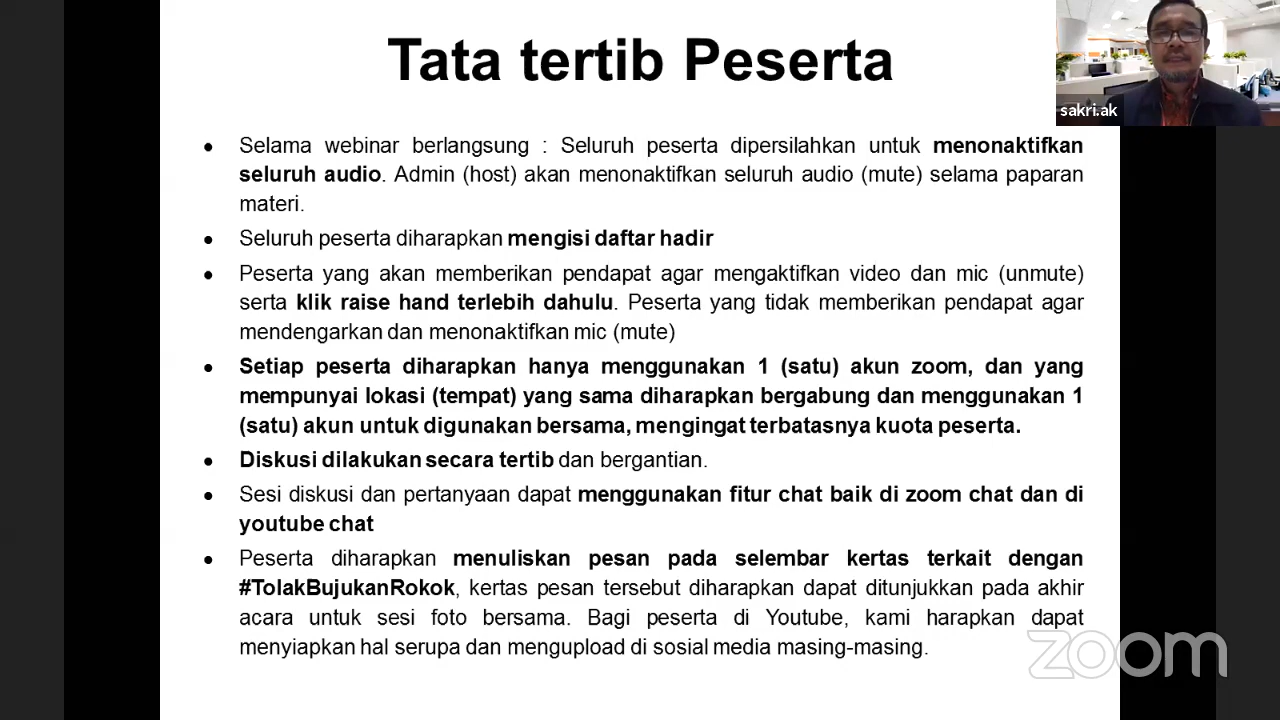 Tata tertib Peserta
sakri.ak
● Selama webinar berlangsung : Seluruh peserta dipersilahkan untuk menonaktifkan
seluruh audio. Admin (host) akan menonaktifkan seluruh audio (mute) selama paparan
materi.
● Seluruh peserta diharapkan mengisi daftar hadir
● Peserta yang akan memberikan pendapat agar mengaktifkan video dan mic (unmute)
serta klik raise hand terlebih dahulu. Peserta yang tidak memberikan pendapat agar
mendengarkan dan menonaktifkan mic (mute)
● Setiap peserta diharapkan hanya menggunakan 1 (satu) akun zoom, dan yang
mempunyai lokasi (tempat) yang sama diharapkan bergabung dan menggunakan 1
(satu) akun untuk digunakan bersama, mengingat terbatasnya kuota peserta.
● Diskusi dilakukan secara tertib dan bergantian.
● Sesi diskusi dan pertanyaan dapat menggunakan fitur chat baik di zoom chat dan di
youtube chat
● Peserta diharapkan menuliskan pesan pada selembar kertas terkait dengan
#TolakBujukanRokok, kertas pesan tersebut diharapkan dapat ditunjukkan pada akhir
acara untuk sesi foto bersama. Bagi peserta di Youtube, kami harapkan dapat
menyiapkan hal serupa dan mengupload di sosial media masing-masing.
zoom